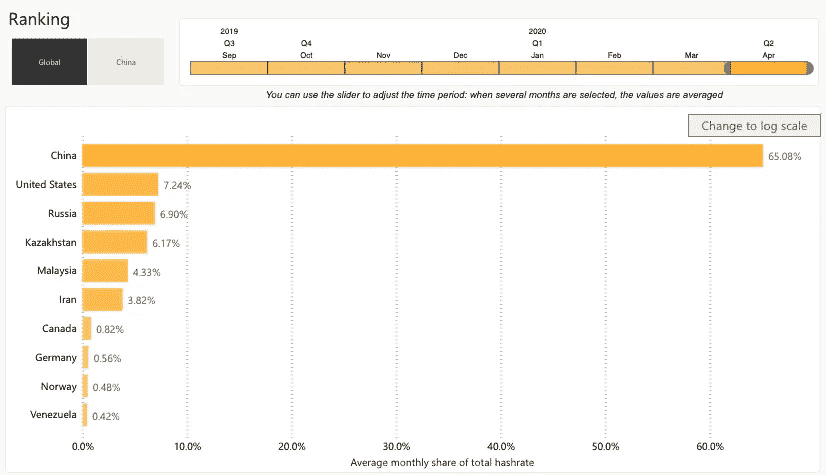 Ranking
Global China
2019 2020
Q3 Q4 Q1 Q2
Sep Oct Nov Dec Jan Feb Mar Apr
You can use the slider to adjust the time period: when several months are selected, the values are averaged
Change to log scale
China 65.08%
United States 7.24%
Russia 6.90%
Kazakhstan 6.17%
Malaysia 4.33%
Iran 3.82%
Canada 0.82%
Germany 0.56%
Norway 0.48%
Venezuela 0.42%
0.0% 10.0% 20.0% 30.0% 40.0% 50.0% 60.0%
Average monthly share of total hashrate